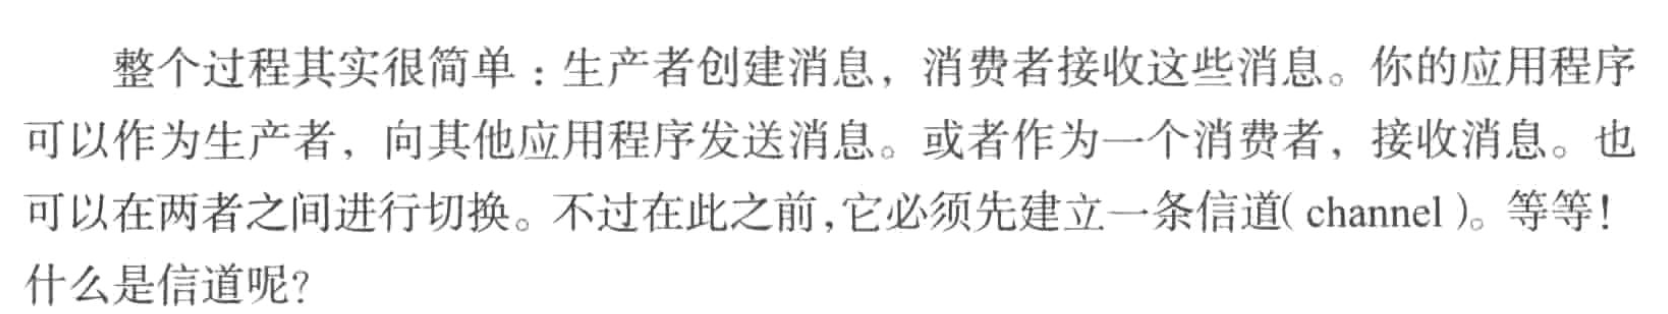 整个过程其实很简单：生产者创建消息，消费者接收这些消息。你的应用程序
可以作为生产者，向其他应用程序发送消息。或者作为一个消费者，接收消息。也
可以在两者之间进行切换。不过在此之前，它必须先建立一条信道（channel）。等等！
什么是信道呢？